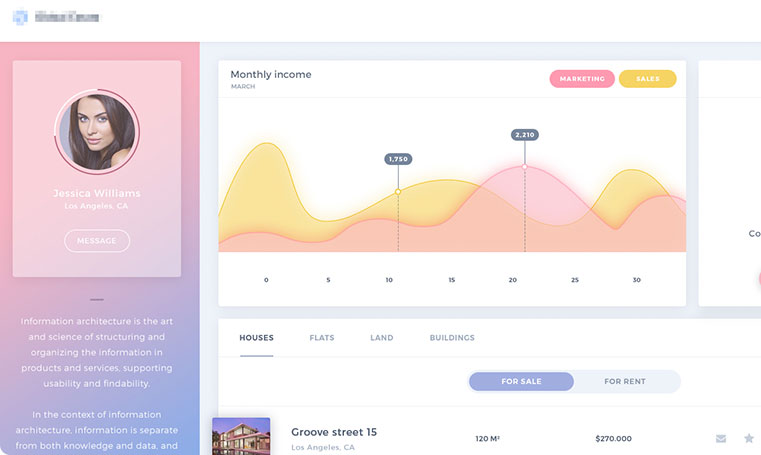 Jessica Williams
Los Angeles, CA
MESSAGE
Information architecture is the art
and science of structuring and
organizing the information in
products and services, supporting
usability and findability.
In the context of information
architecture, information is separate
from both knowledge and data, and
Monthly income
MARCH
MARKETING
SALES
1,750
2,210
0 5 10 15 20 25 30
Co
HOUSES FLATS LAND BUILDINGS
FOR SALE FOR RENT
Groove street 15
Los Angeles, CA
120 M²
$270.000